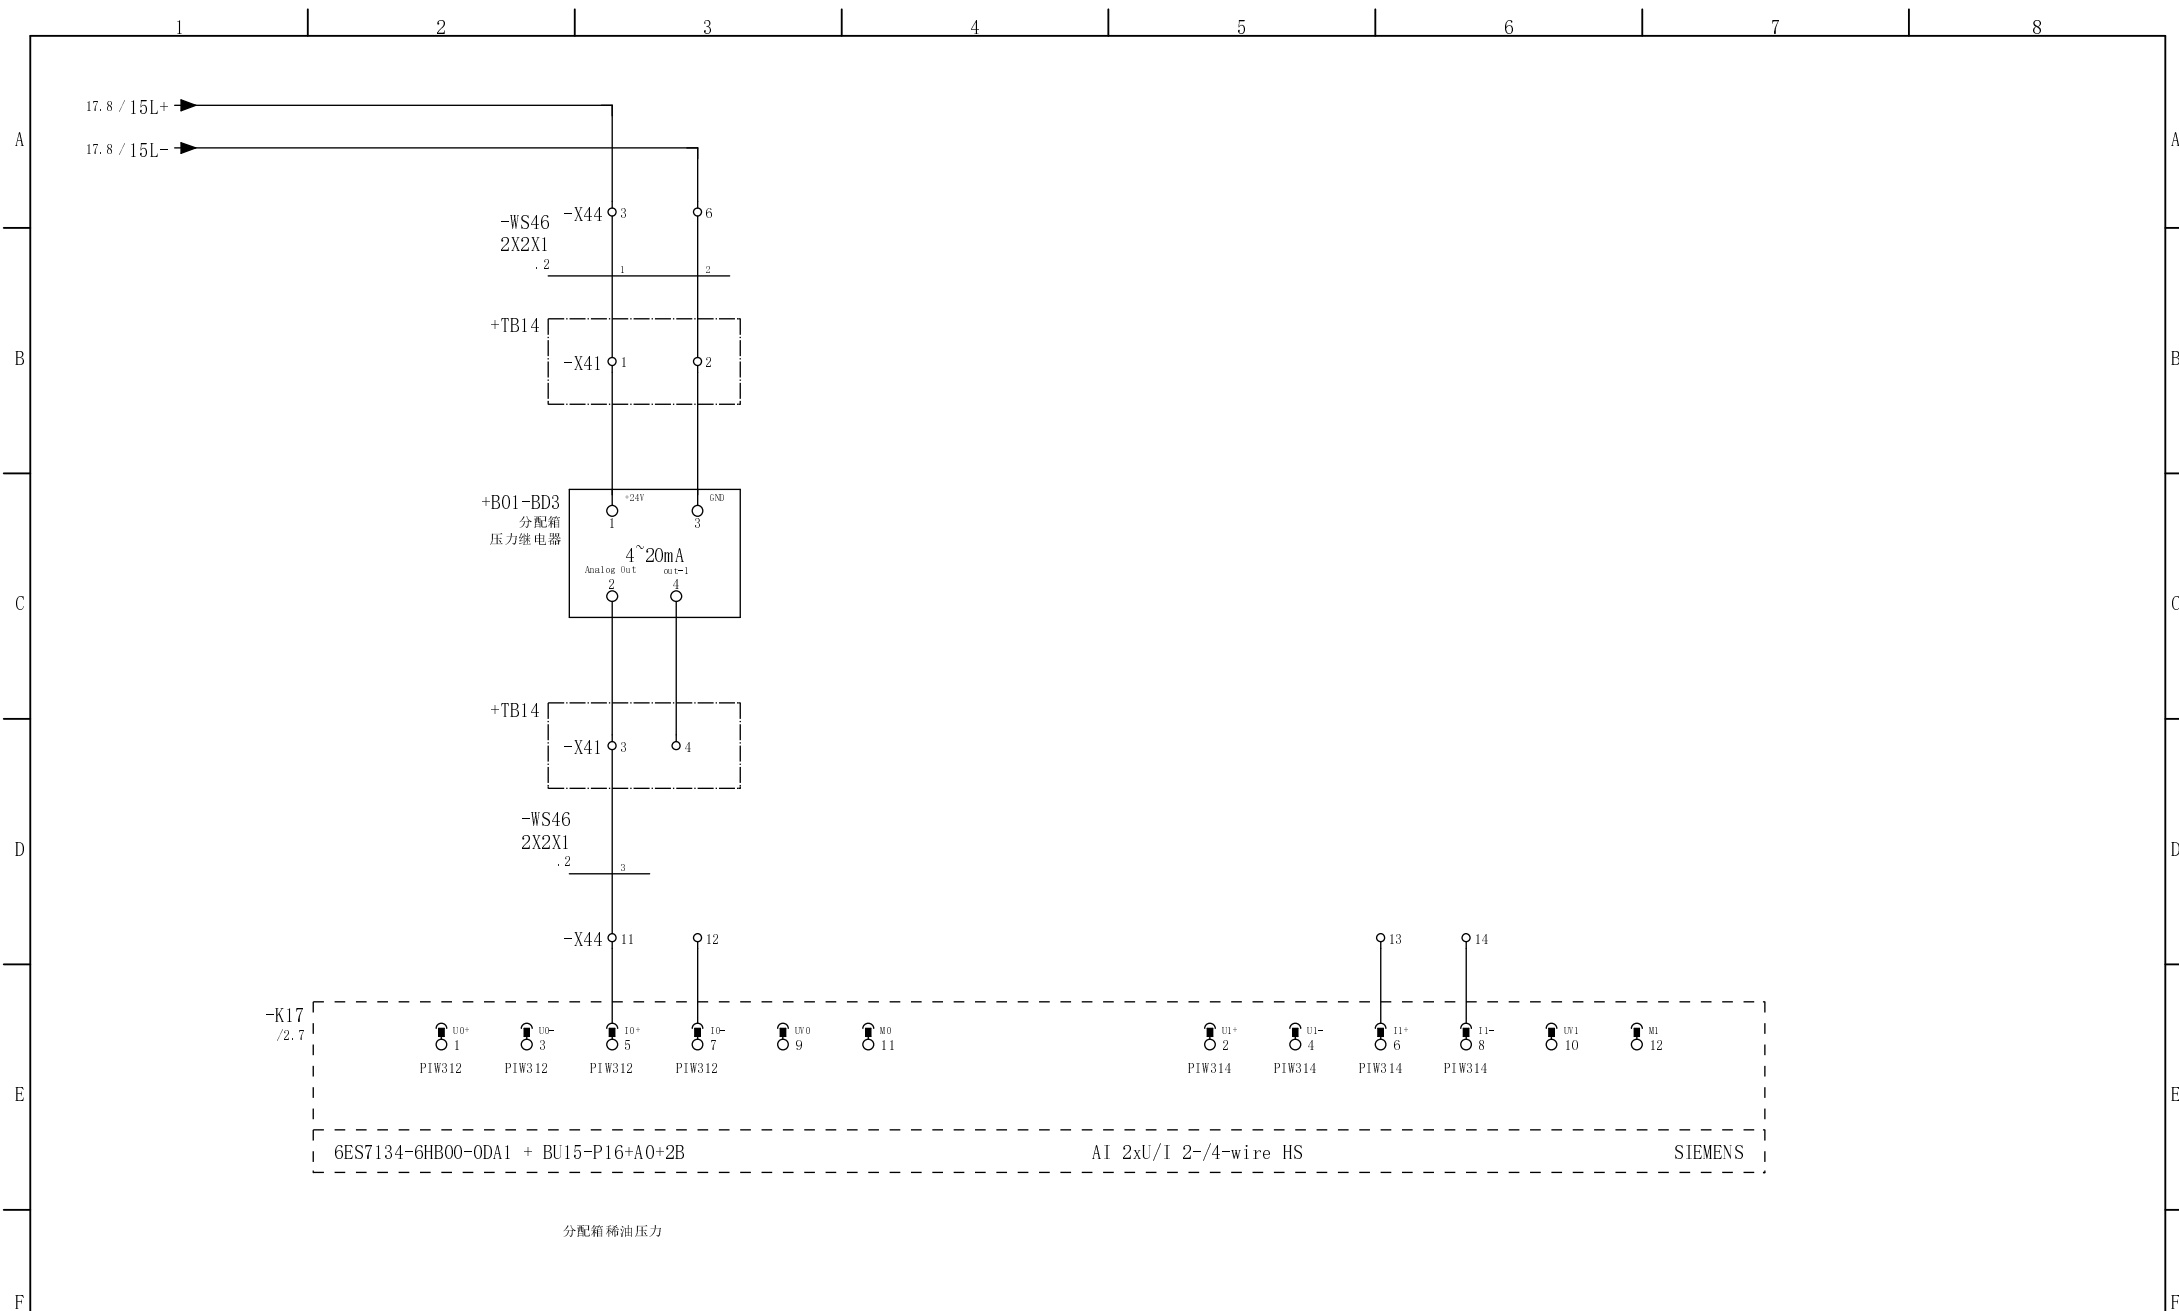 1 2 3 4 5 6 7 8
17.8 / 15L+
A A
17.8 / 15L-
-X44 3 6
-WS46
2X2X1
.2
1 2
+TB14
B B
-X41 1 2
+B01-BD3
+24V GND
分配箱
1 3
压力继电器
4~20mA
Analog Out out-1
2 4
C C
+TB14
-X41 3 4
-WS46
2X2X1
D D
.2
3
-X44 11 12 13 14
-K17
/2.7
U0+ U0- I0+ I0- UV0 M0 U1+ U1- I1+ I1- UV1 M1
1 3 5 7 9 11 2 4 6 8 10 12
PIW312 PIW312 PIW312 PIW312 PIW314 PIW314 PIW314 PIW314
E E
6ES7134-6HB00-0DA1 + BU15-P16+A0+2B AI 2xU/I 2-/4-wire HS SIEMENS
分配箱稀油压力
F F